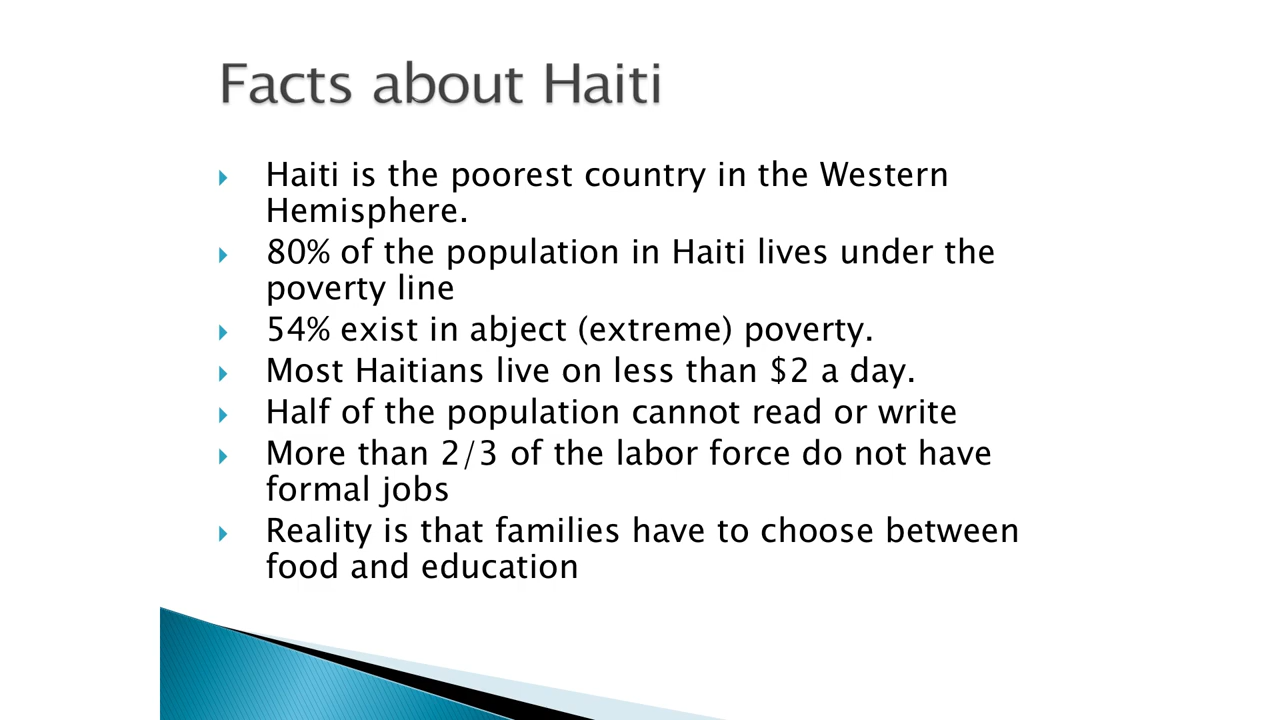 Facts about Haiti
Haiti is the poorest country in the Western
Hemisphere.
80% of the population in Haiti lives under the
poverty line
54% exist in abject (extreme) poverty.
Most Haitians live on less than $2 a day.
Half of the population cannot read or write
More than 2/3 of the labor force do not have
formal jobs
Reality is that families have to choose between
food and education